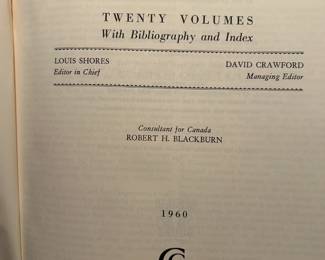 TWENTY VOLUMES
With Bibliography and Index
LOUIS SHORES
Editor in Chief
DAVID CRAWFORD
Managing Editor
Consultant for Canada
ROBERT H. BLACKBURN
1960